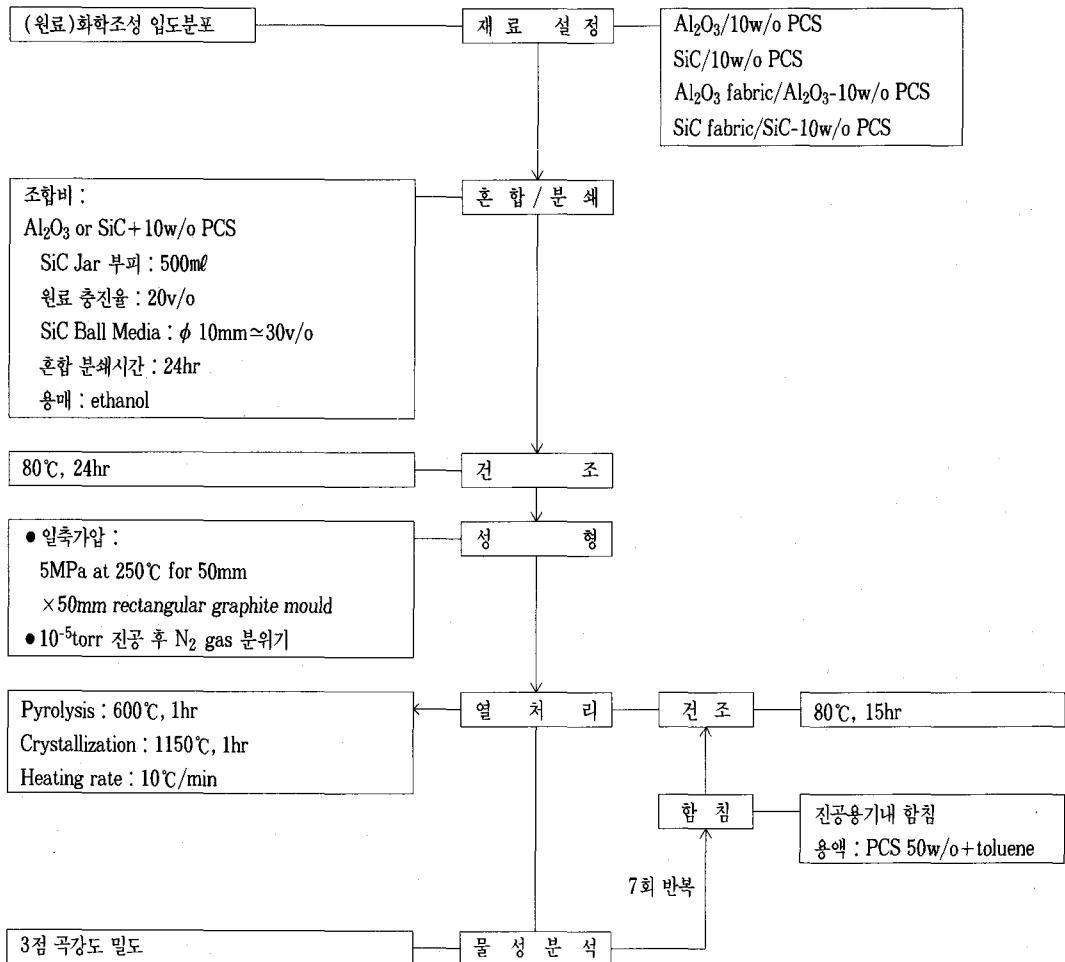 (원료)화학조성 입도분포
재 료 설 정
Al₂O₃/10w/o PCS
SiC/10w/o PCS
Al₂O₃ fabric/Al₂O₃-10w/o PCS
SiC fabric/SiC-10w/o PCS
조합비 :
Al₂O₃ or SiC+10w/o PCS
SiC Jar 부피 : 500㎖
원료 충진율 : 20v/o
SiC Ball Media : ϕ 10mm≃30v/o
혼합 분쇄시간 : 24hr
용매 : ethanol
혼 합 / 분 쇄
80℃, 24hr
건 조
● 일축가압 :
5MPa at 250℃ for 50mm
×50mm rectangular graphite mould
● 10⁻⁵torr 진공 후 N₂ gas 분위기
성 형
Pyrolysis : 600℃, 1hr
Crystallization : 1150℃, 1hr
Heating rate : 10℃/min
열 처 리
건 조
80℃, 15hr
함 침
진공용기내 함침
용액 : PCS 50w/o+toluene
7회 반복
3점 곡강도 밀도
물 성 분 석